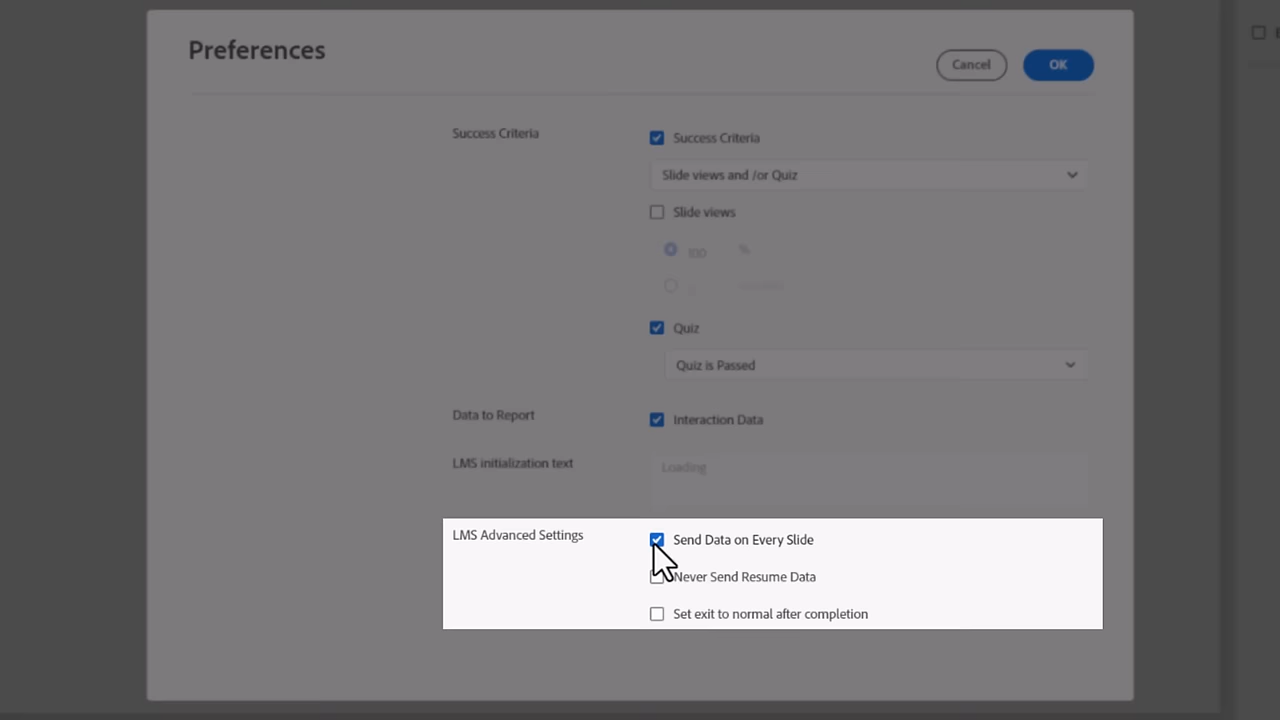 Preferences
Cancel
OK
Success Criteria
Success Criteria
Slide views and /or Quiz
Slide views
100 %
Quiz
Quiz is Passed
Data to Report
Interaction Data
LMS initialization text
Loading
LMS Advanced Settings
Send Data on Every Slide
Never Send Resume Data
Set exit to normal after completion